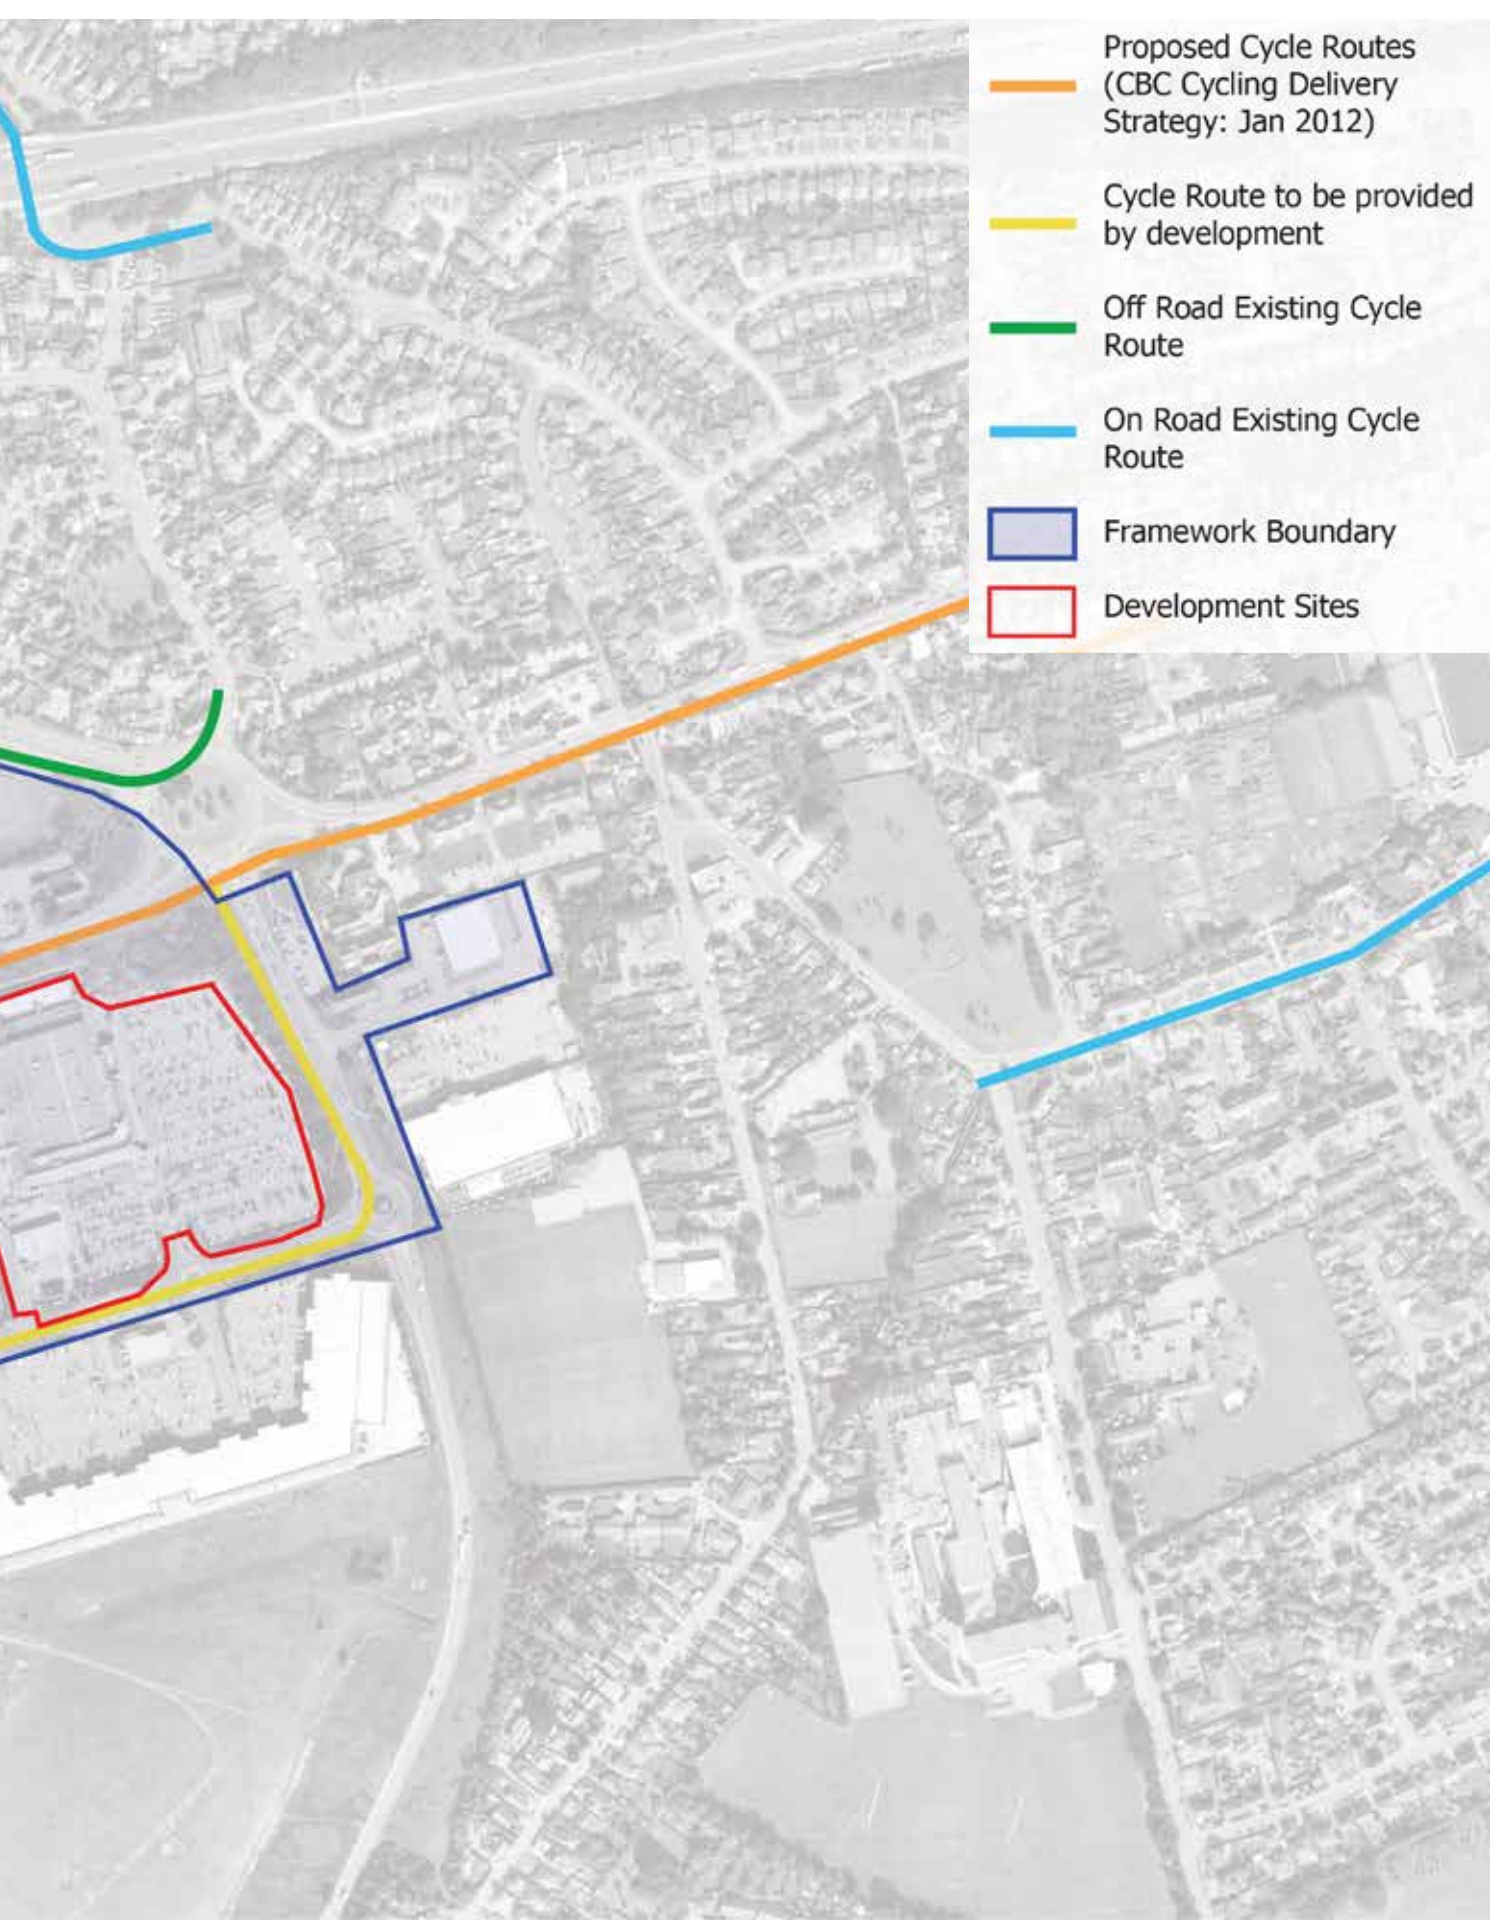 Proposed Cycle Routes
(CBC Cycling Delivery
Strategy: Jan 2012)
Cycle Route to be provided
by development
Off Road Existing Cycle
Route
On Road Existing Cycle
Route
Framework Boundary
Development Sites